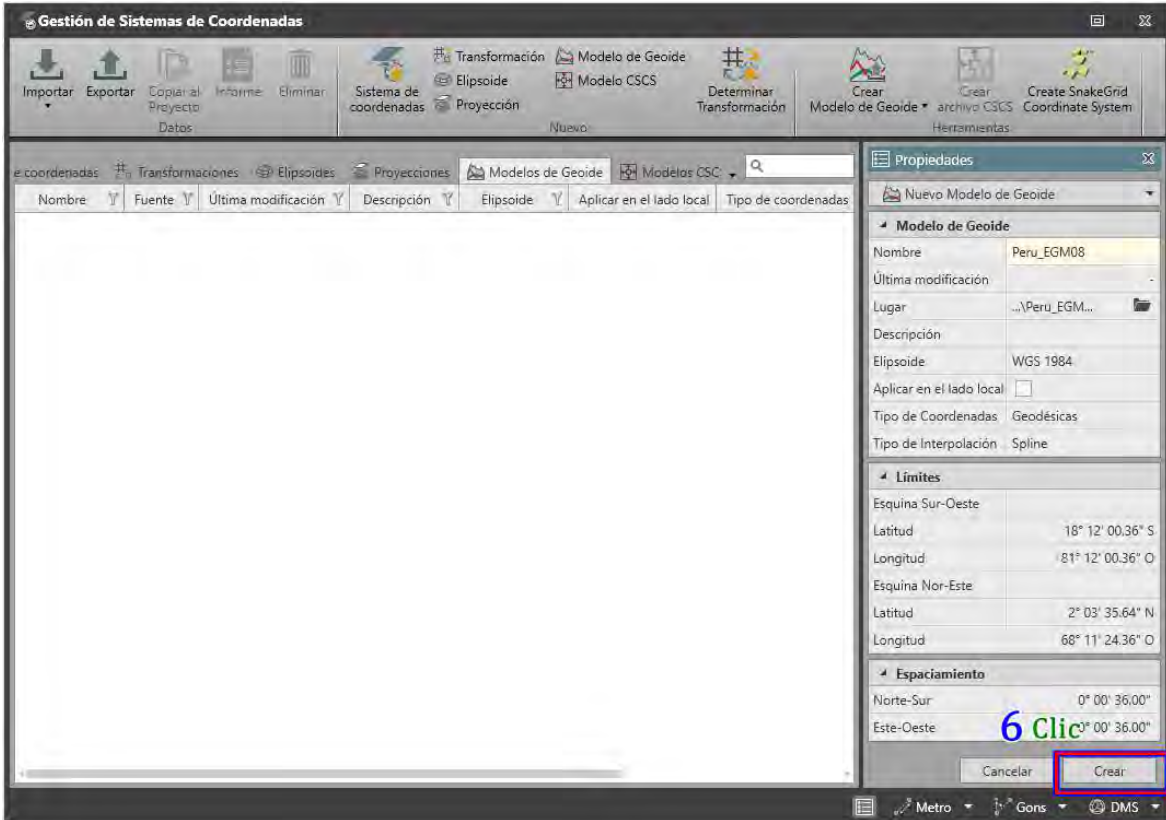 Gestión de Sistemas de Coordenadas
Importar
Exportar
Copiar al Proyecto
Informe
Eliminar
Datos
Sistema de coordenadas
Transformación
Elipsoide
Proyección
Modelo de Geoide
Modelo CSCS
Determinar Transformación
Nuevo
Crear Modelo de Geoide
Crear archivo CSCS
Create SnakeGrid Coordinate System
Herramientas
e coordenadas
Transformaciones
Elipsoides
Proyecciones
Modelos de Geoide
Modelos CSC
Nombre
Fuente
Última modificación
Descripción
Elipsoide
Aplicar en el lado local
Tipo de coordenadas
Propiedades
Nuevo Modelo de Geoide
Modelo de Geoide
Nombre Peru_EGM08
Última modificación -
Lugar ...\Peru_EGM...
Descripción
Elipsoide WGS 1984
Aplicar en el lado local
Tipo de Coordenadas Geodésicas
Tipo de Interpolación Spline
Límites
Esquina Sur-Oeste
Latitud 18° 12' 00.36" S
Longitud 81° 12' 00.36" O
Esquina Nor-Este
Latitud 2° 03' 35.64" N
Longitud 68° 11' 24.36" O
Espaciamiento
Norte-Sur 0° 00' 36.00"
Este-Oeste 0° 00' 36.00"
6 Clic
Cancelar
Crear
Metro
Gons
DMS